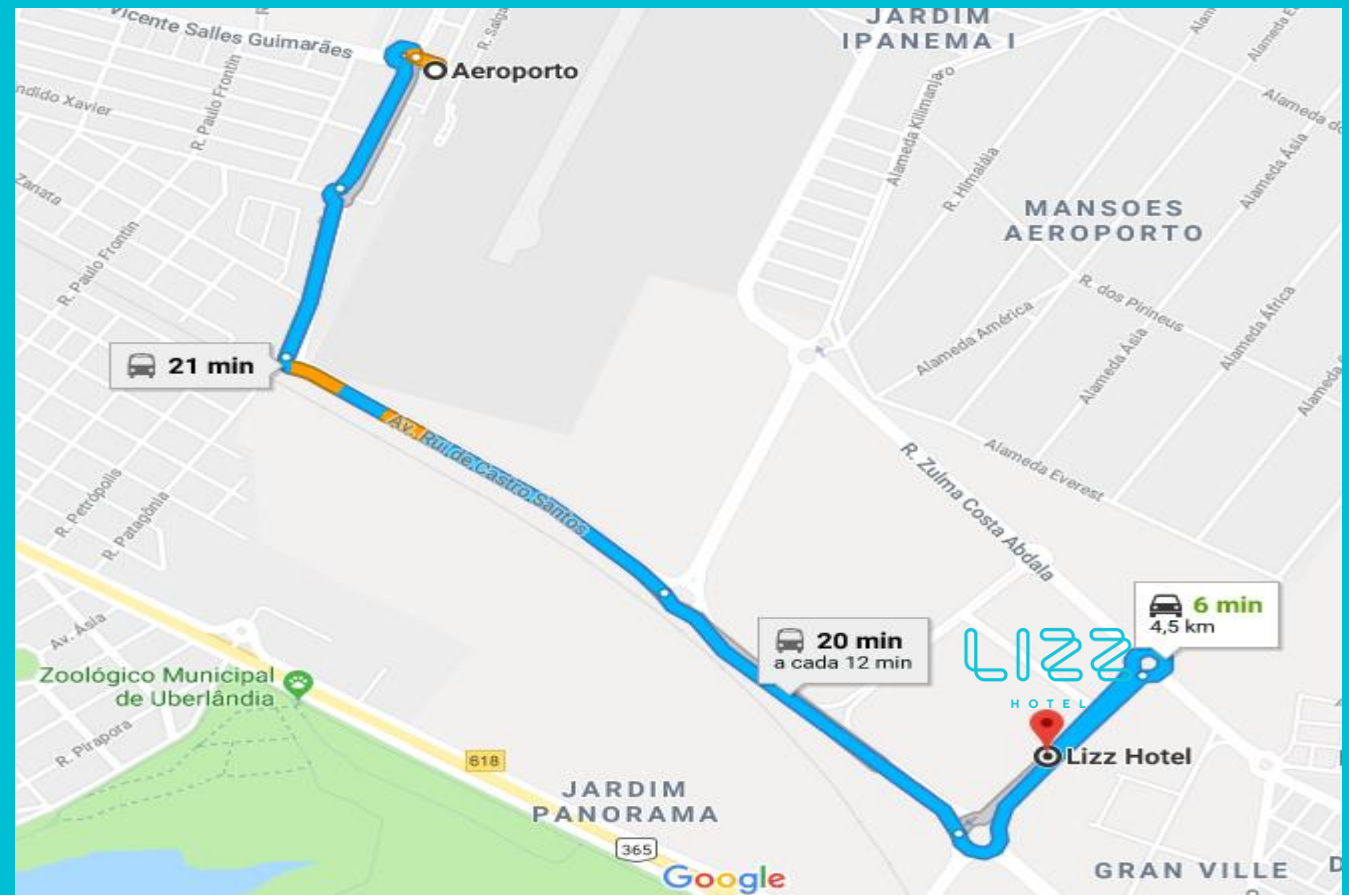 Vicente Salles Guimarães
R. Salga
Aeroporto
JARDIM
IPANEMA I
ndido Xavier
R. Paulo Frontin
Zanata
R. Paulo Frontin
Alameda Kilimanjaro
R. Himaláia
Alameda Ásia
MANSOES
AEROPORTO
R. dos Pirineus
Alameda América
Alameda Ásia
Alameda África
21 min
Av. Rui de Castro Santos
R. Petrópolis
R. Patagônia
Alameda Everest
R. Zulma Costa Abdala
Av. Ásia
6 min
4,5 km
20 min
a cada 12 min
LIZZ
HOTEL
Zoológico Municipal
de Uberlândia
R. Pirapora
Lizz Hotel
618
JARDIM
PANORAMA
365
Google
GRAN VILLE